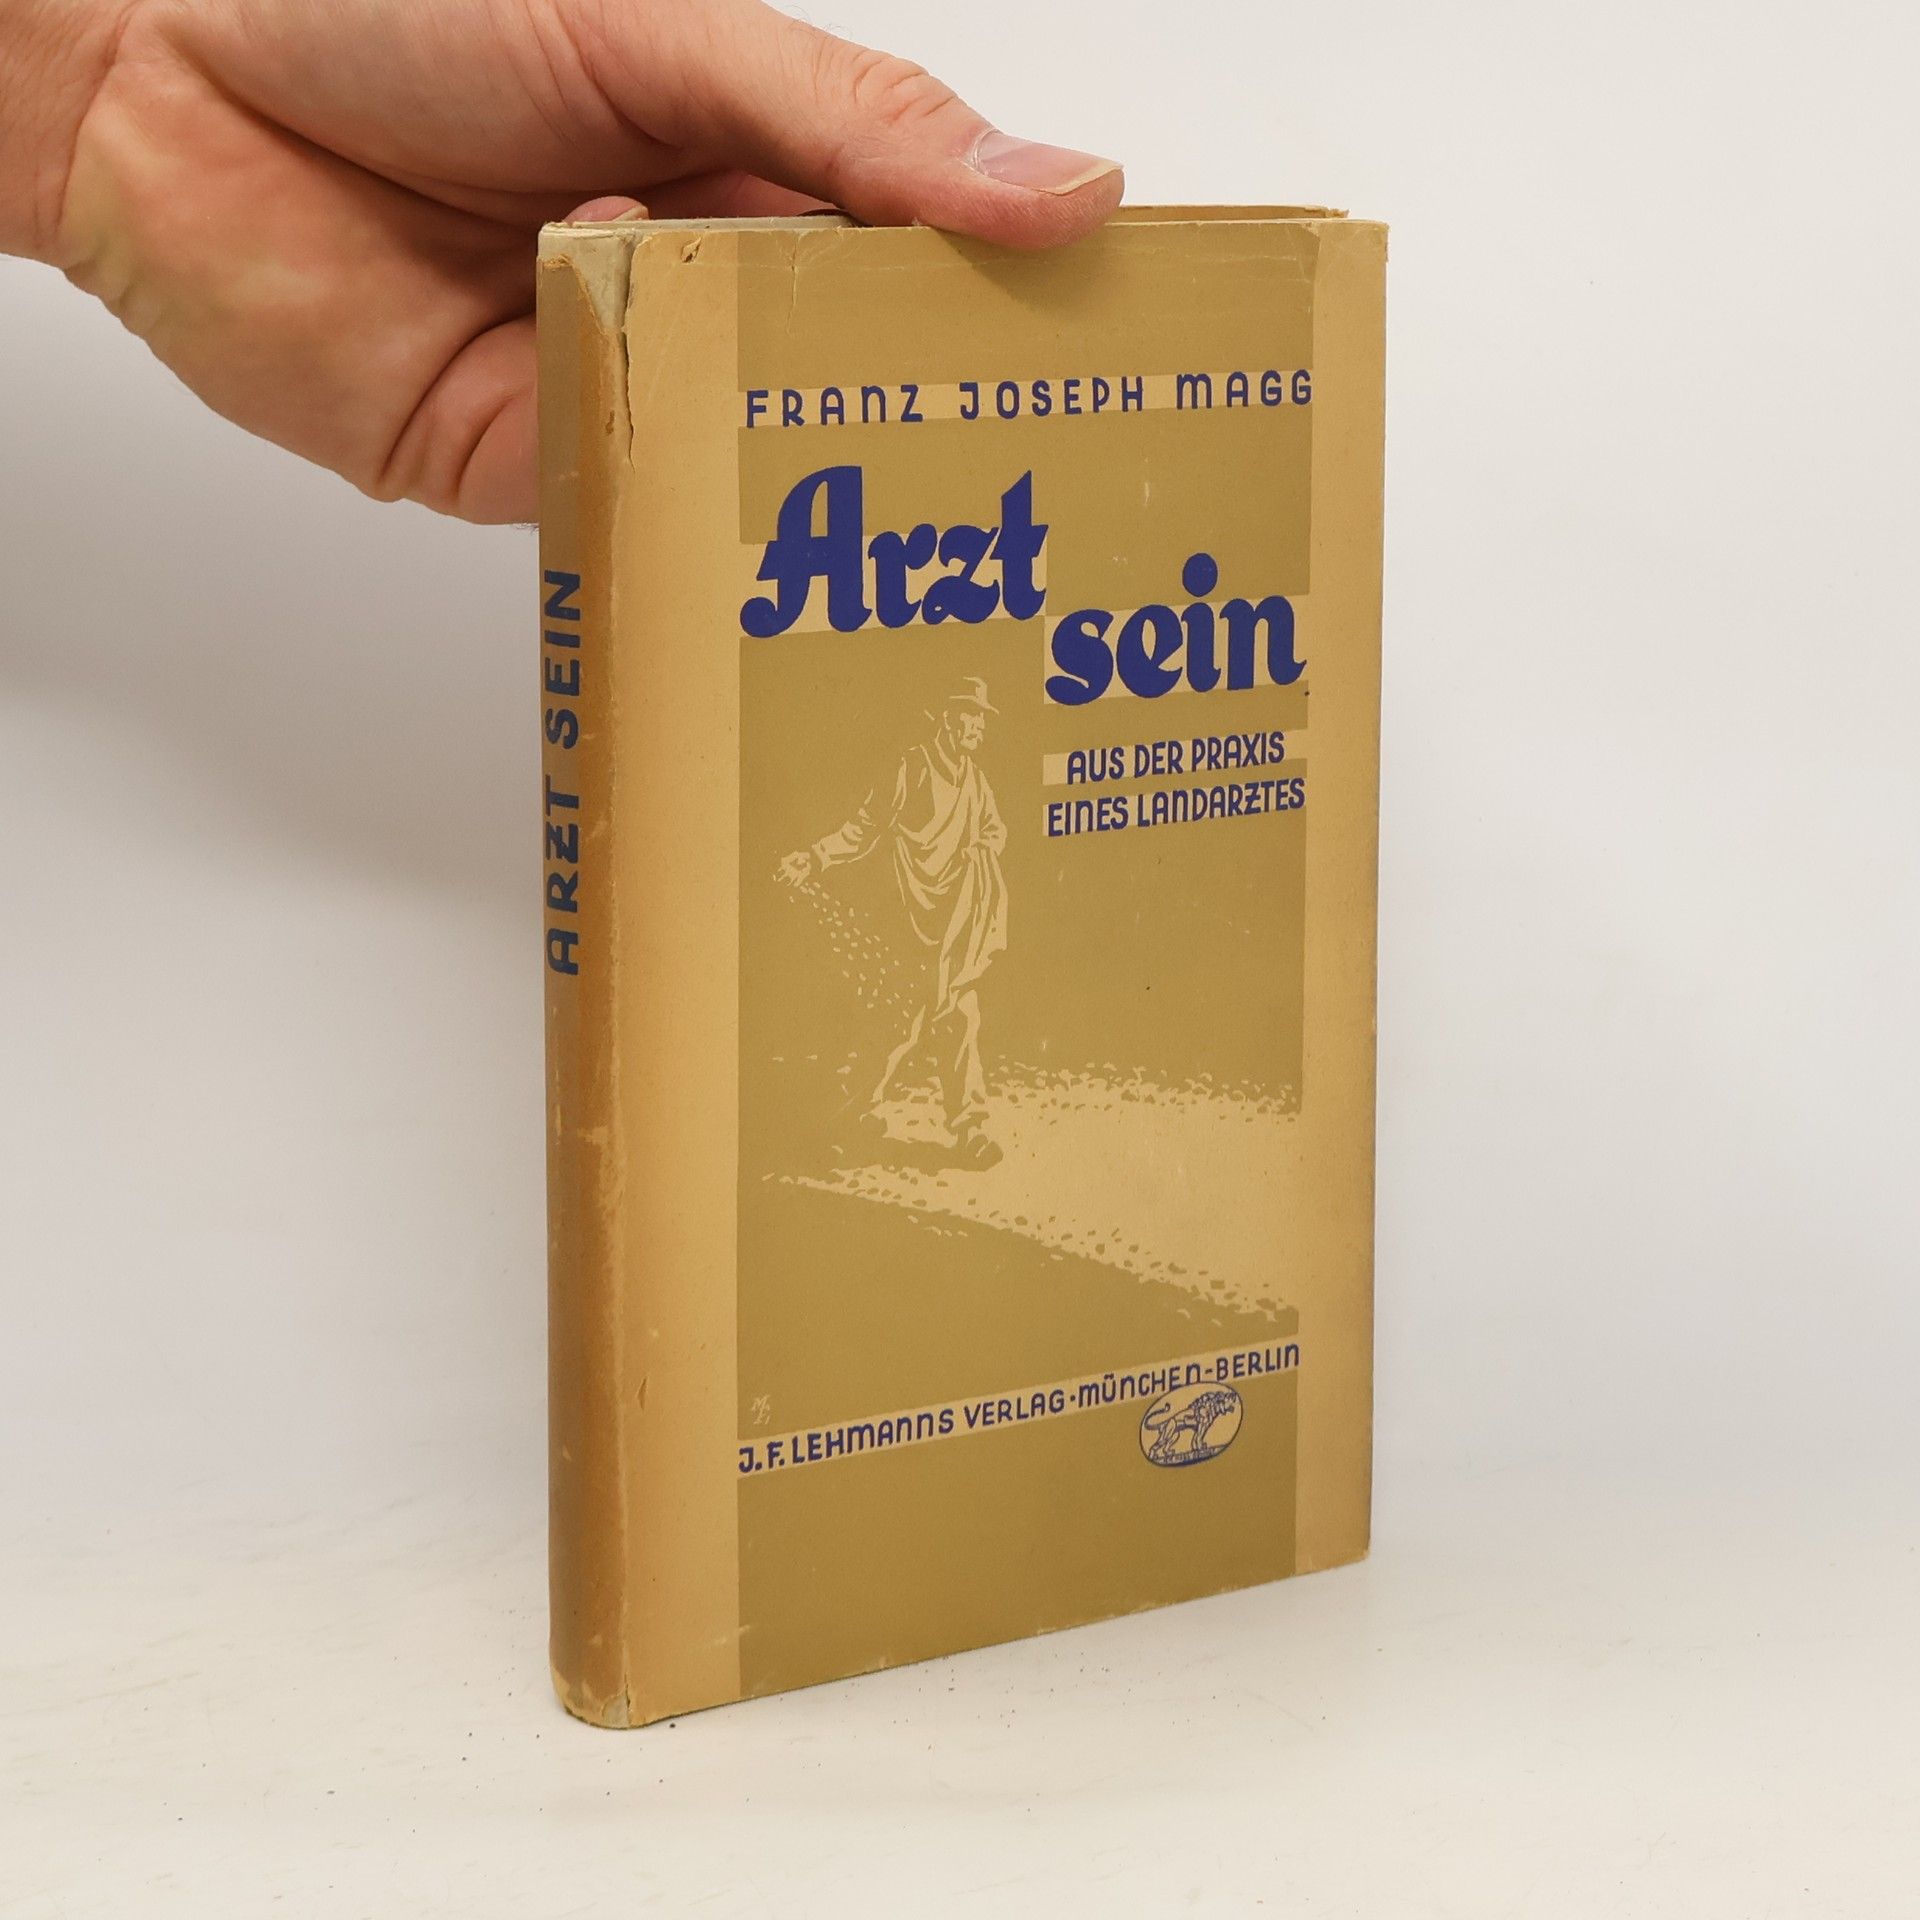 FRANZ JOSEPH MAGG
Arzt
sein
AUS DER PRAXIS
EINES LANDARZTES
J. F. LEHMANNS VERLAG · MÜNCHEN-BERLIN
ARZT SEIN